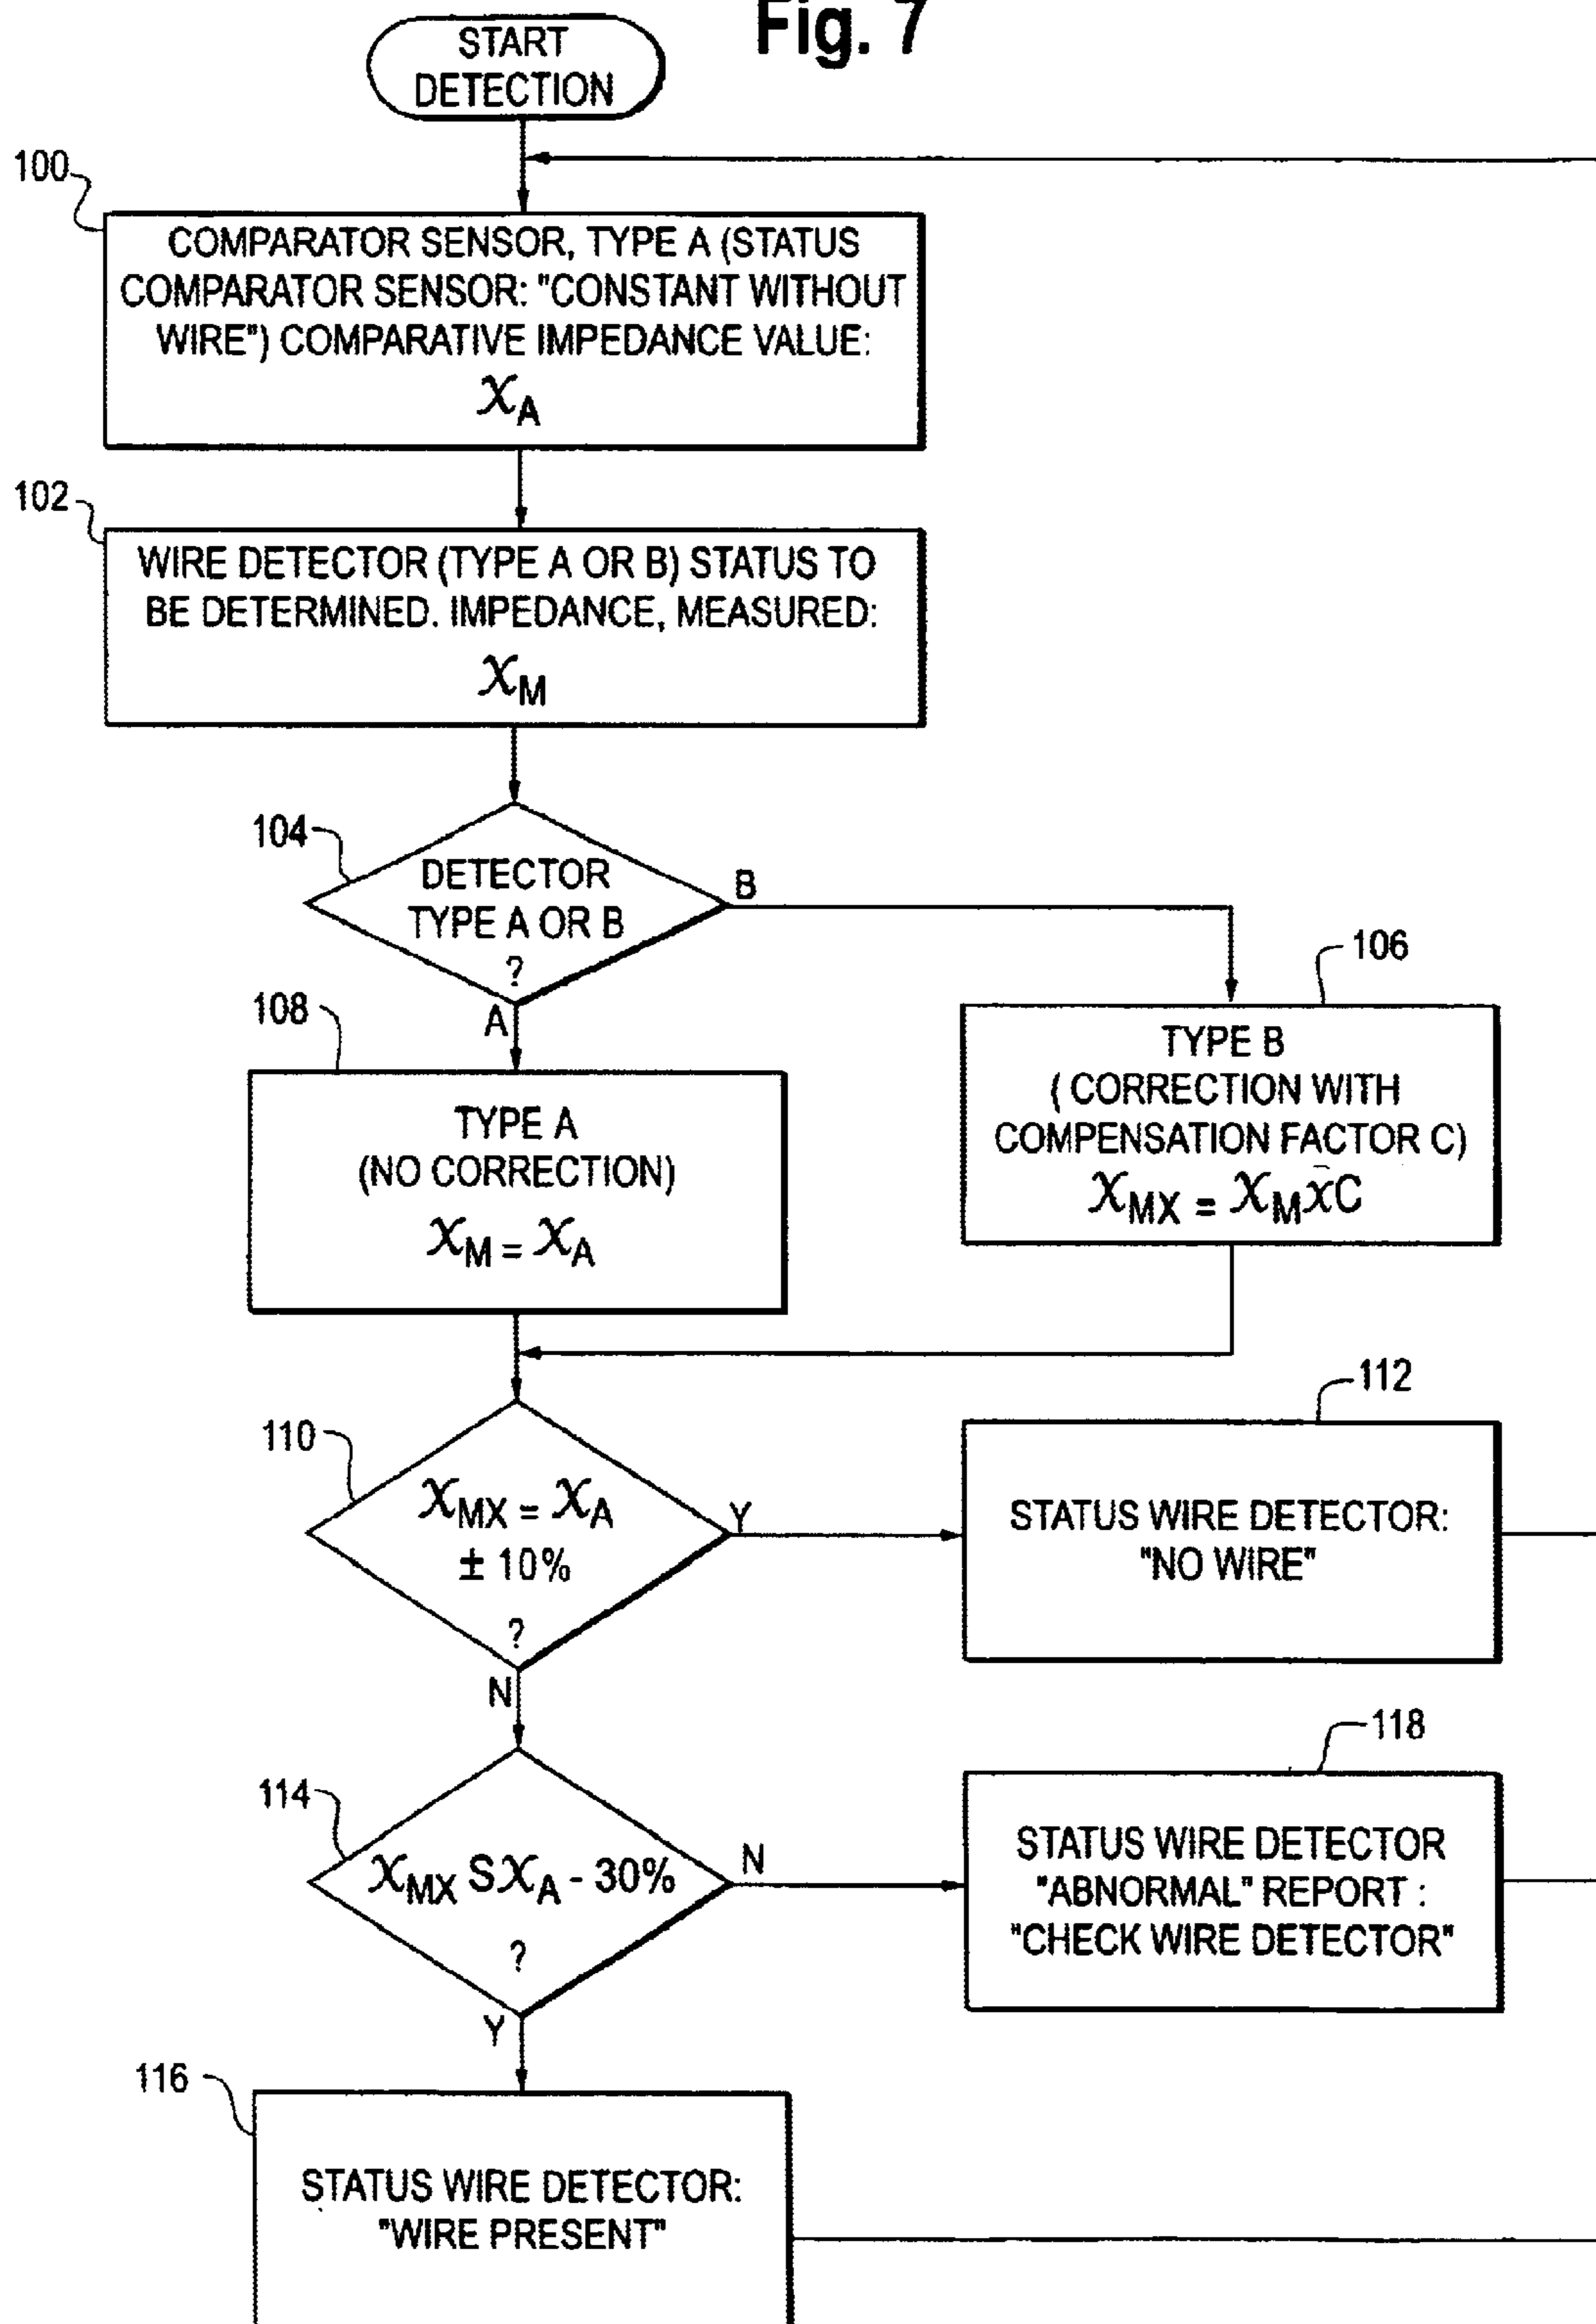 Fig. 7
START
DETECTION
100
COMPARATOR SENSOR, TYPE A (STATUS
COMPARATOR SENSOR: "CONSTANT WITHOUT
WIRE") COMPARATIVE IMPEDANCE VALUE:
XA
102
WIRE DETECTOR (TYPE A OR B) STATUS TO
BE DETERMINED. IMPEDANCE, MEASURED:
XM
104
DETECTOR
TYPE A OR B
?
B
A
106
TYPE B
( CORRECTION WITH
COMPENSATION FACTOR C)
XMX = XM x C
108
TYPE A
(NO CORRECTION)
XM = XA
110
XMX = XA
± 10%
?
Y
N
112
STATUS WIRE DETECTOR:
"NO WIRE"
114
XMX S XA - 30%
?
N
Y
118
STATUS WIRE DETECTOR
"ABNORMAL" REPORT :
"CHECK WIRE DETECTOR"
116
STATUS WIRE DETECTOR:
"WIRE PRESENT"